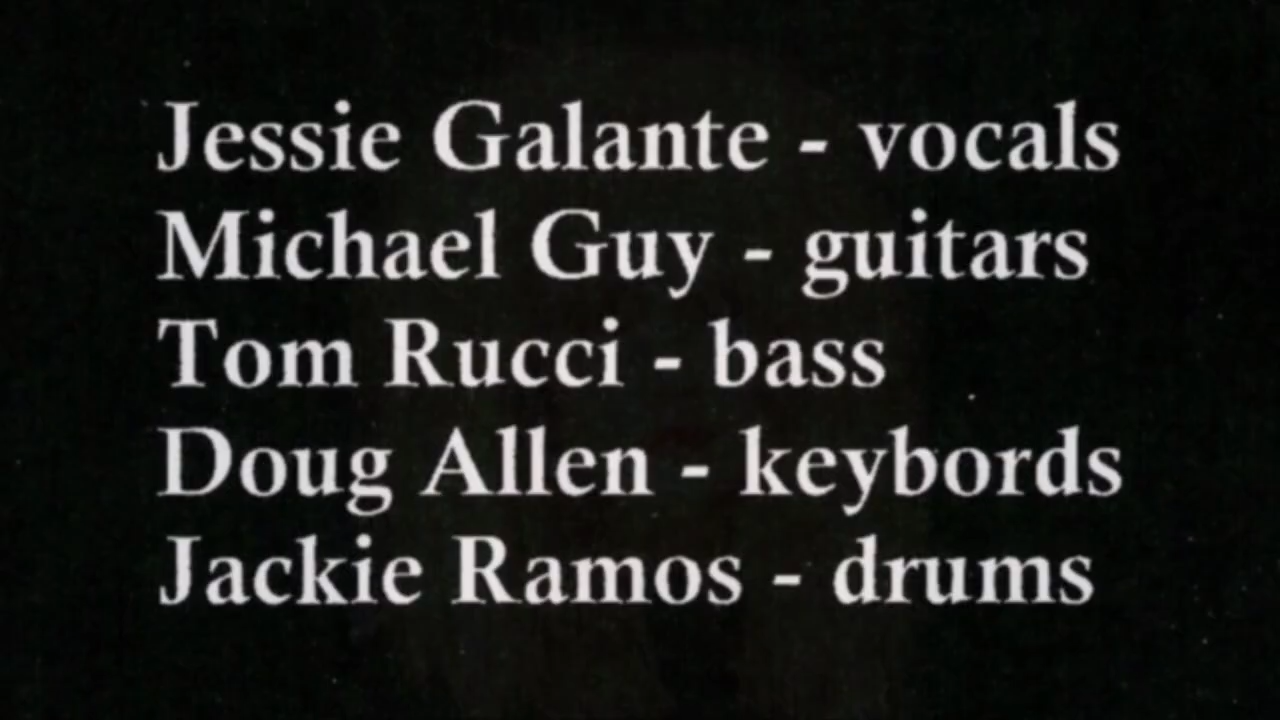 Jessie Galante - vocals
Michael Guy - guitars
Tom Rucci - bass
Doug Allen - keybords
Jackie Ramos - drums